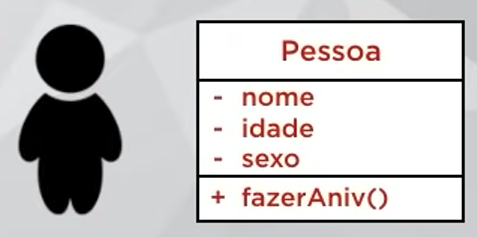 Pessoa
- nome
- idade
- sexo
+ fazerAniv()